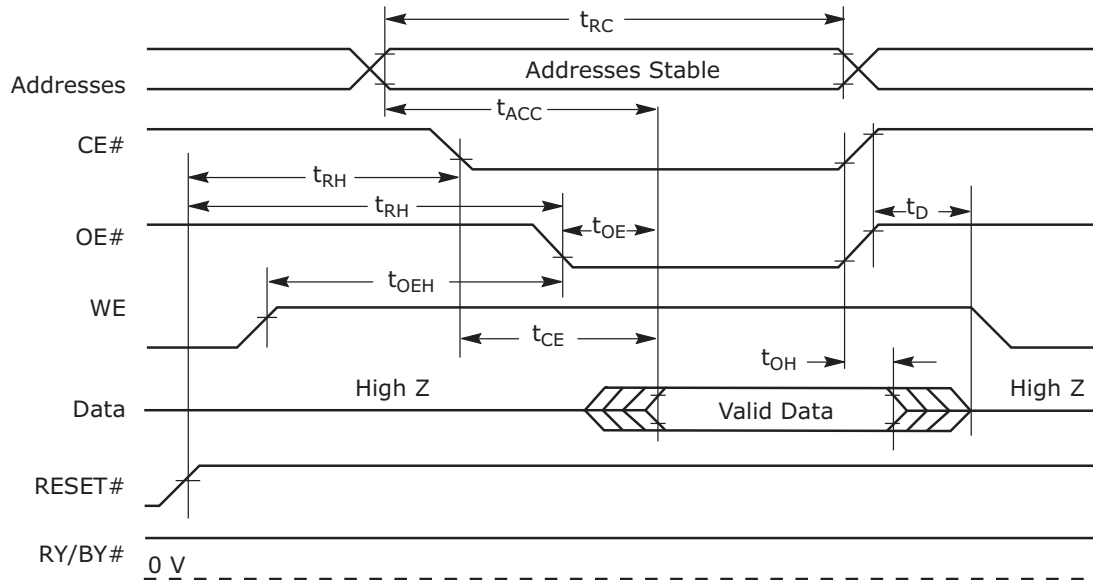 tRC
Addresses Stable
Addresses
tACC
CE#
tRH
tRH
tOE
tD
OE#
tOEH
WE
tCE
tOH
High Z
High Z
Data
Valid Data
RESET#
RY/BY#
0 V